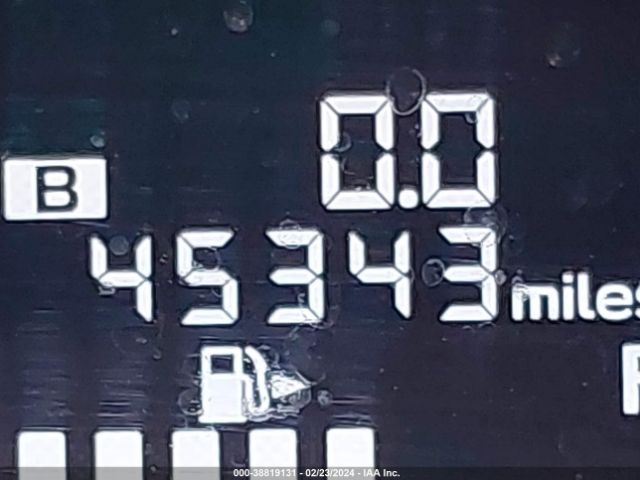 0.0
B
45343 miles
000-38819131 - 02/23/2024 - IAA Inc.